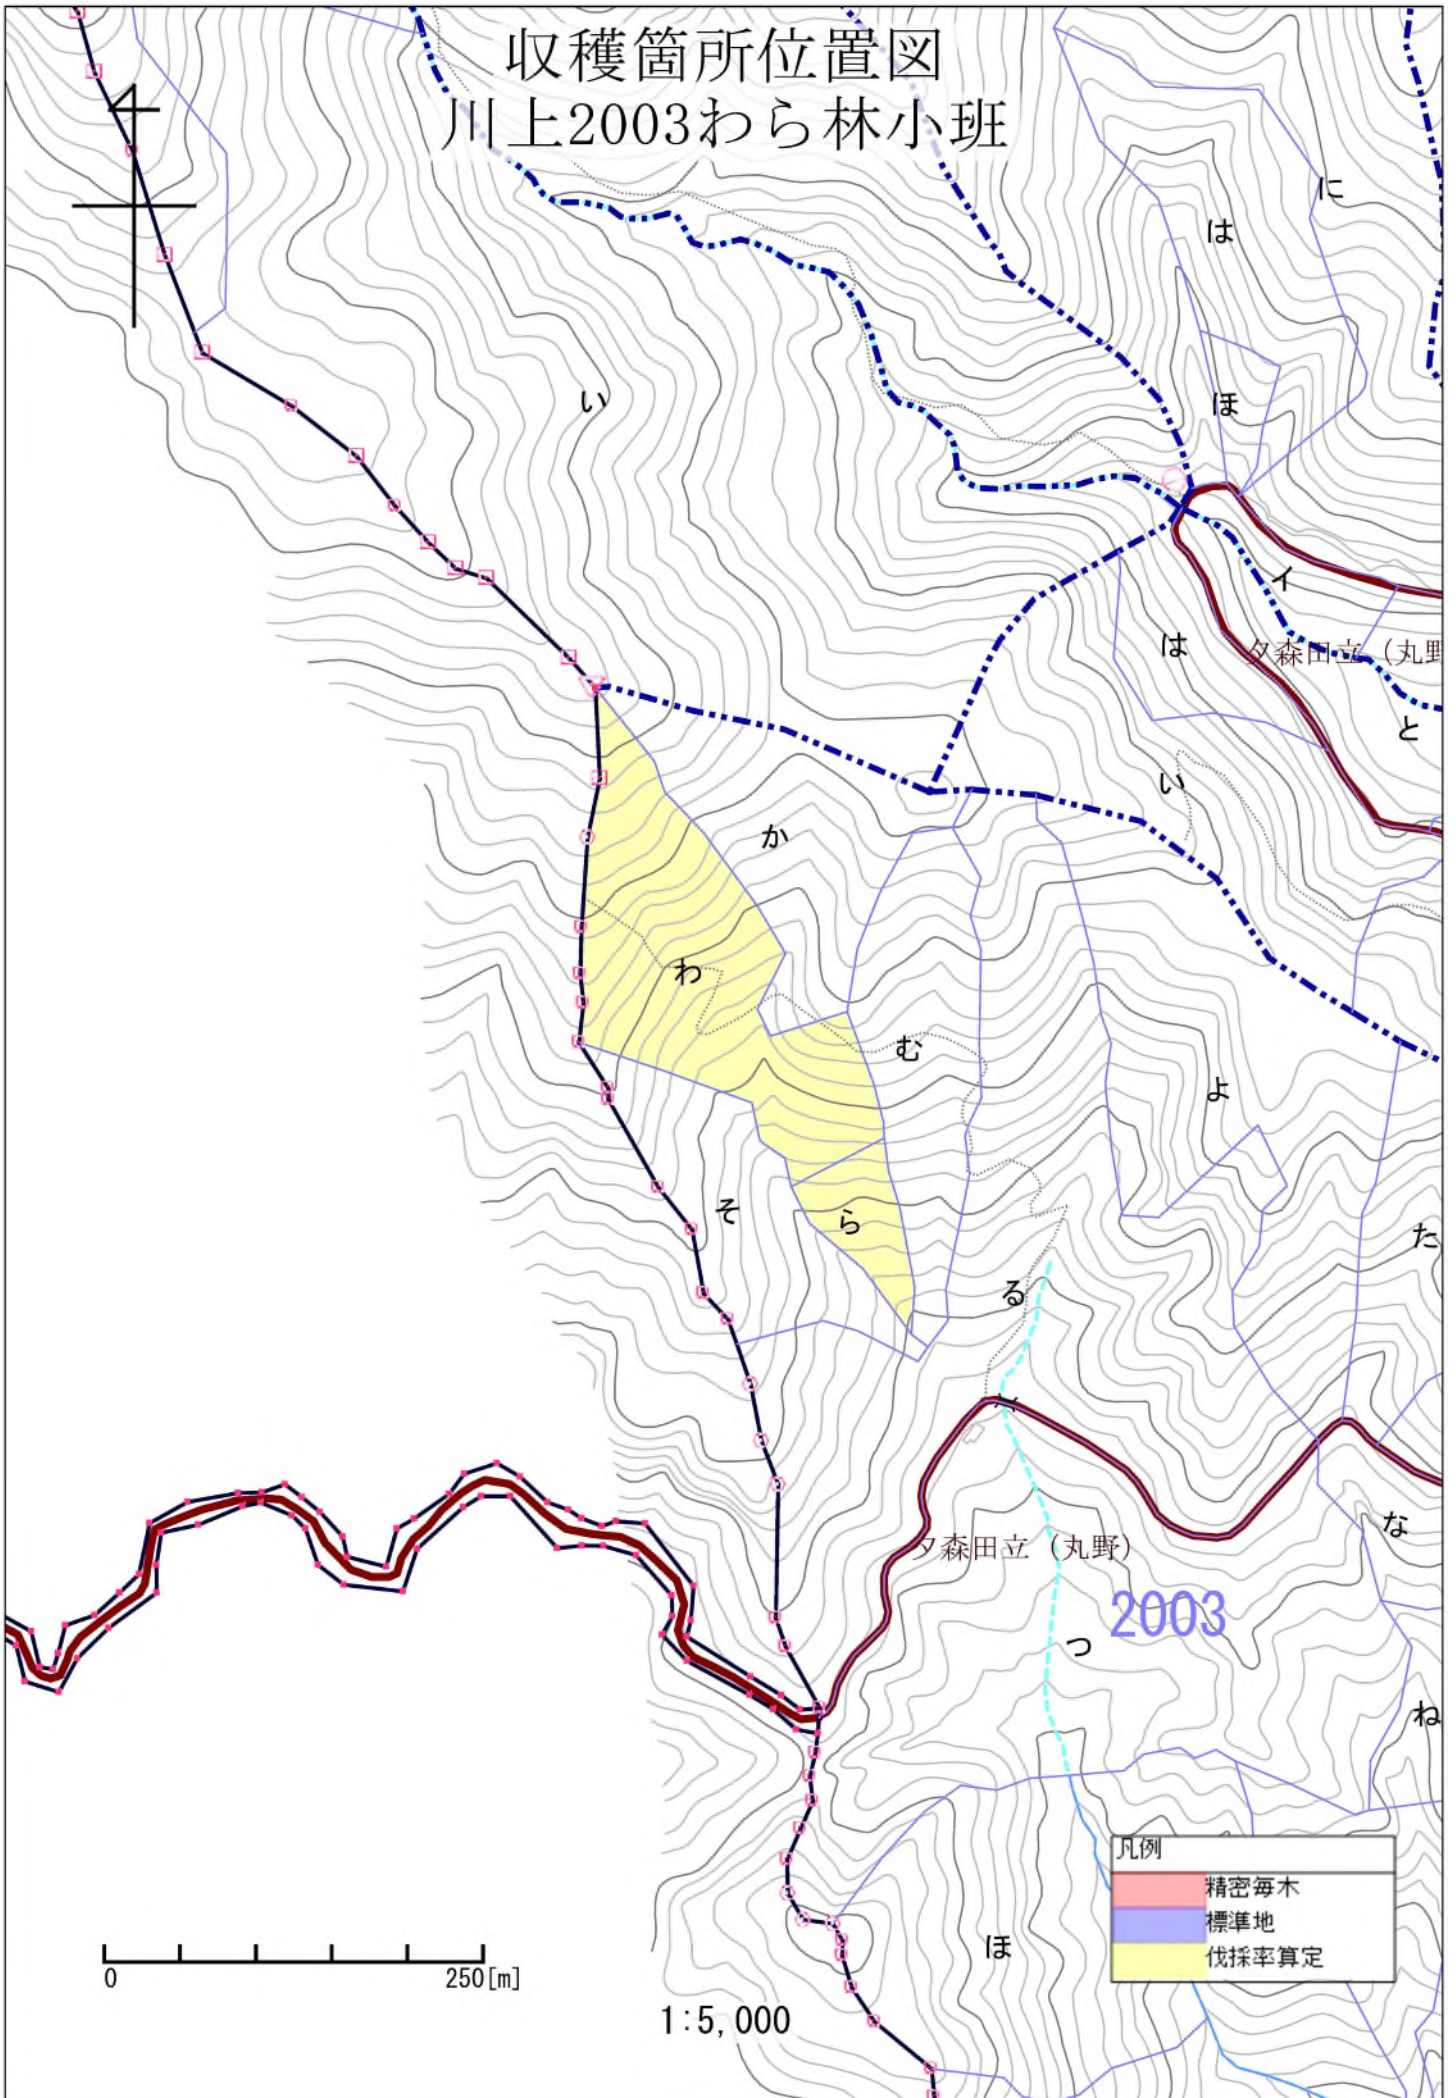 収穫箇所位置図
川上2003わら林小班
に
は
い
ほ
イ
は
夕森田立（丸野
と
い
か
わ
む
よ
そ
ら
た
る
な
夕森田立（丸野）
2003
つ
ね
凡例
精密毎木
標準地
伐採率算定
ほ
0 250[m]
1:5,000